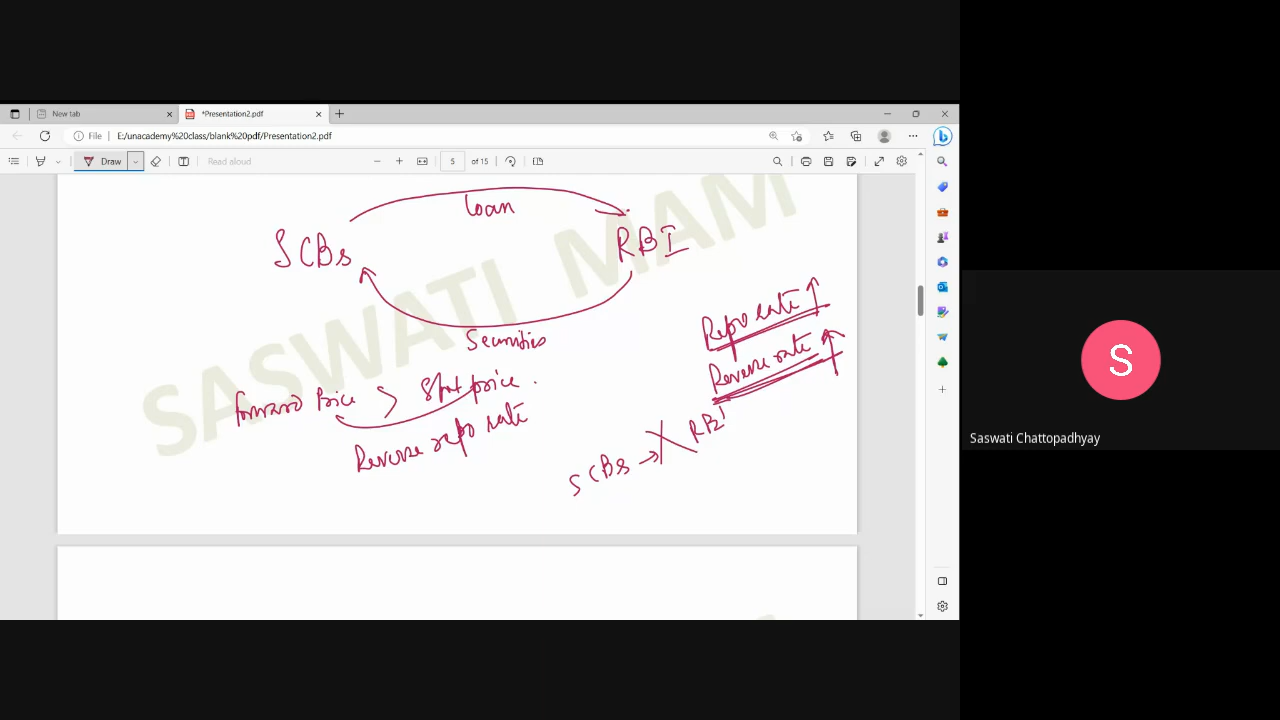 New tab
*Presentation2.pdf
File E:/unacademy%20class/blank%20pdf/Presentation2.pdf
Draw Read aloud 5 of 15
SASWATI MAM
loan
SCBs RBI
Securities
Repo rate ↑
Reverse rate ↑
Forward Price > Spot price.
Reverse repo rate
SCBs → RBI
S
Saswati Chattopadhyay